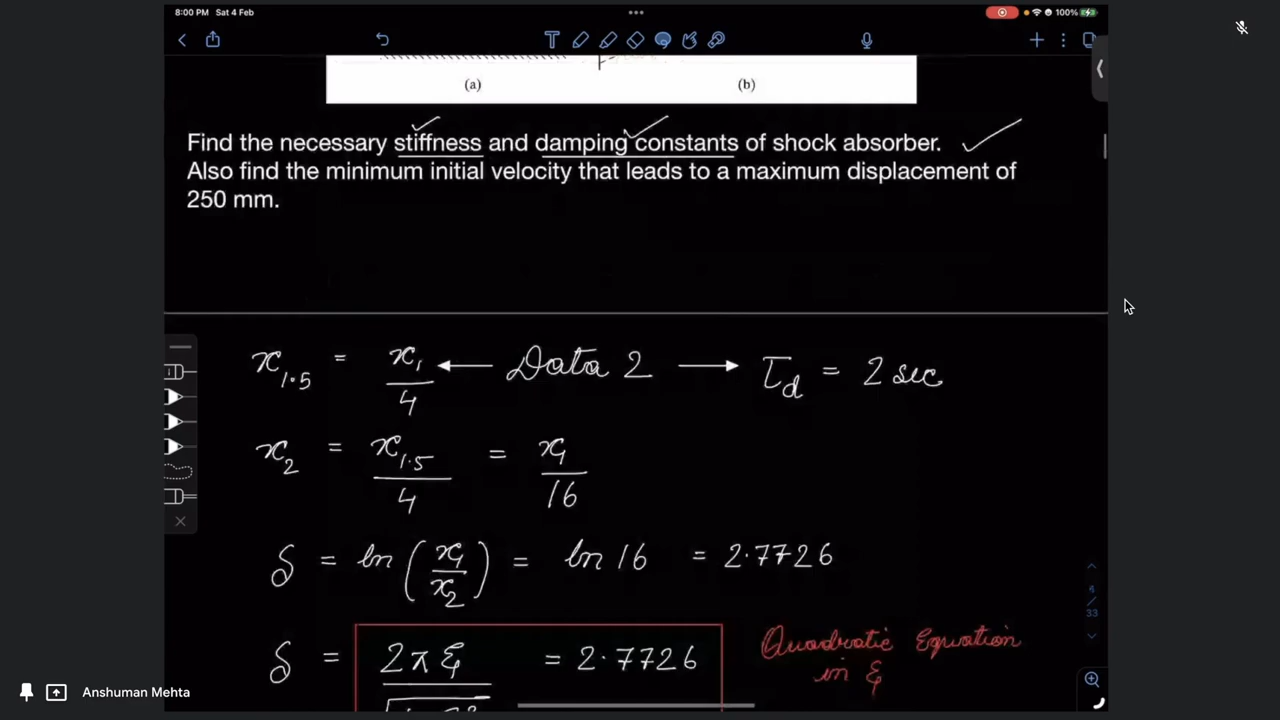 8:00 PM Sat 4 Feb
100%
(a) (b)
Find the necessary stiffness and damping constants of shock absorber.
Also find the minimum initial velocity that leads to a maximum displacement of
250 mm.
x₁.₅ = x₁/4 ← Data 2 → τd = 2 sec
x₂ = x₁.₅/4 = x₁/16
δ = ln (x₁/x₂) = ln 16 = 2.7726
δ = 2πξ = 2.7726
Quadratic Equation
in ξ
4
/
33
Anshuman Mehta